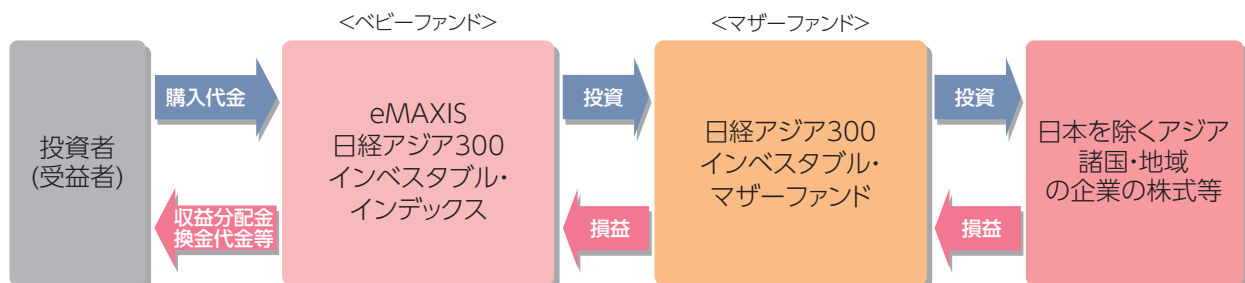 <ベビーファンド>
<マザーファンド>
投資者
(受益者)
購入代金
収益分配金
換金代金等
eMAXIS
日経アジア300
インベスタブル・
インデックス
投資
損益
日経アジア300
インベスタブル・
マザーファンド
投資
損益
日本を除くアジア
諸国・地域
の企業の株式等